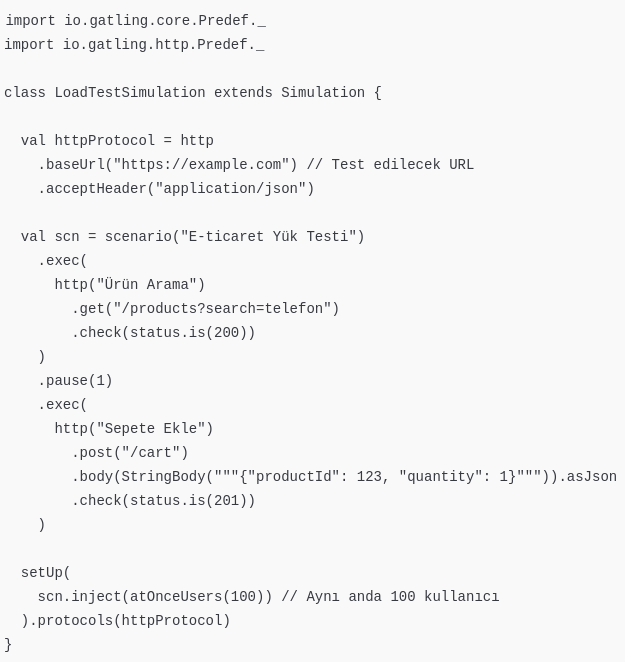 import io.gatling.core.Predef._
import io.gatling.http.Predef._

class LoadTestSimulation extends Simulation {

  val httpProtocol = http
    .baseUrl("https://example.com") // Test edilecek URL
    .acceptHeader("application/json")

  val scn = scenario("E-ticaret Yük Testi")
    .exec(
      http("Ürün Arama")
        .get("/products?search=telefon")
        .check(status.is(200))
    )
    .pause(1)
    .exec(
      http("Sepete Ekle")
        .post("/cart")
        .body(StringBody("""{"productId": 123, "quantity": 1}""")).asJson
        .check(status.is(201))
    )

  setUp(
    scn.inject(atOnceUsers(100)) // Aynı anda 100 kullanıcı
  ).protocols(httpProtocol)
}